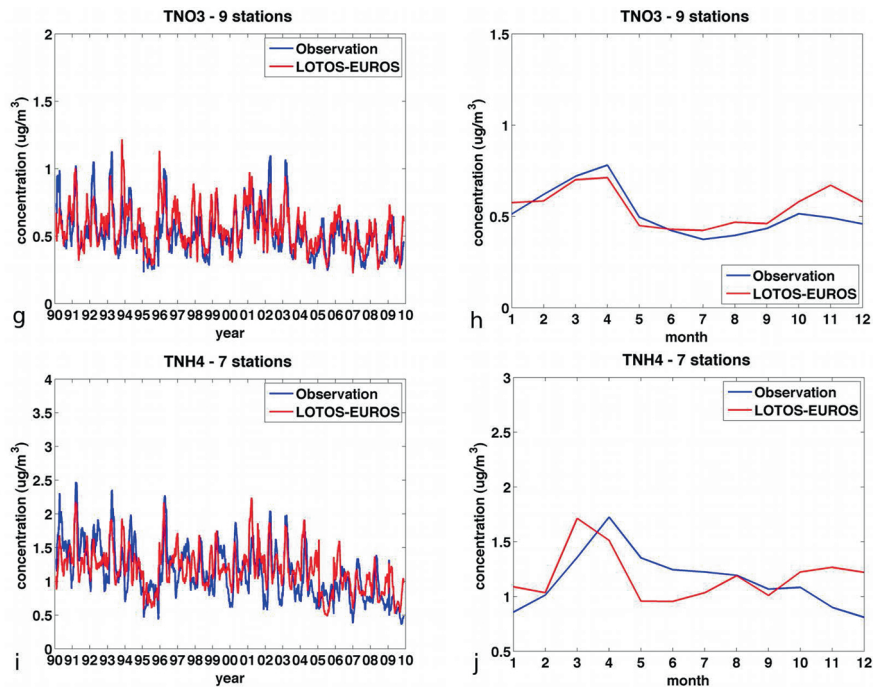 TNO3 - 9 stations
Observation
LOTOS-EUROS
concentration (ug/m³)
2
1.5
1
0.5
0
90 91 92 93 94 95 96 97 98 99 00 01 02 03 04 05 06 07 08 09 10
year
g
TNO3 - 9 stations
concentration (ug/m³)
1.5
1
0.5
0
Observation
LOTOS-EUROS
1 2 3 4 5 6 7 8 9 10 11 12
month
h
TNH4 - 7 stations
Observation
LOTOS-EUROS
concentration (ug/m³)
4
3.5
3
2.5
2
1.5
1
0.5
0
90 91 92 93 94 95 96 97 98 99 00 01 02 03 04 05 06 07 08 09 10
year
i
TNH4 - 7 stations
Observation
LOTOS-EUROS
concentration (ug/m³)
3
2.5
2
1.5
1
0.5
1 2 3 4 5 6 7 8 9 10 11 12
month
j